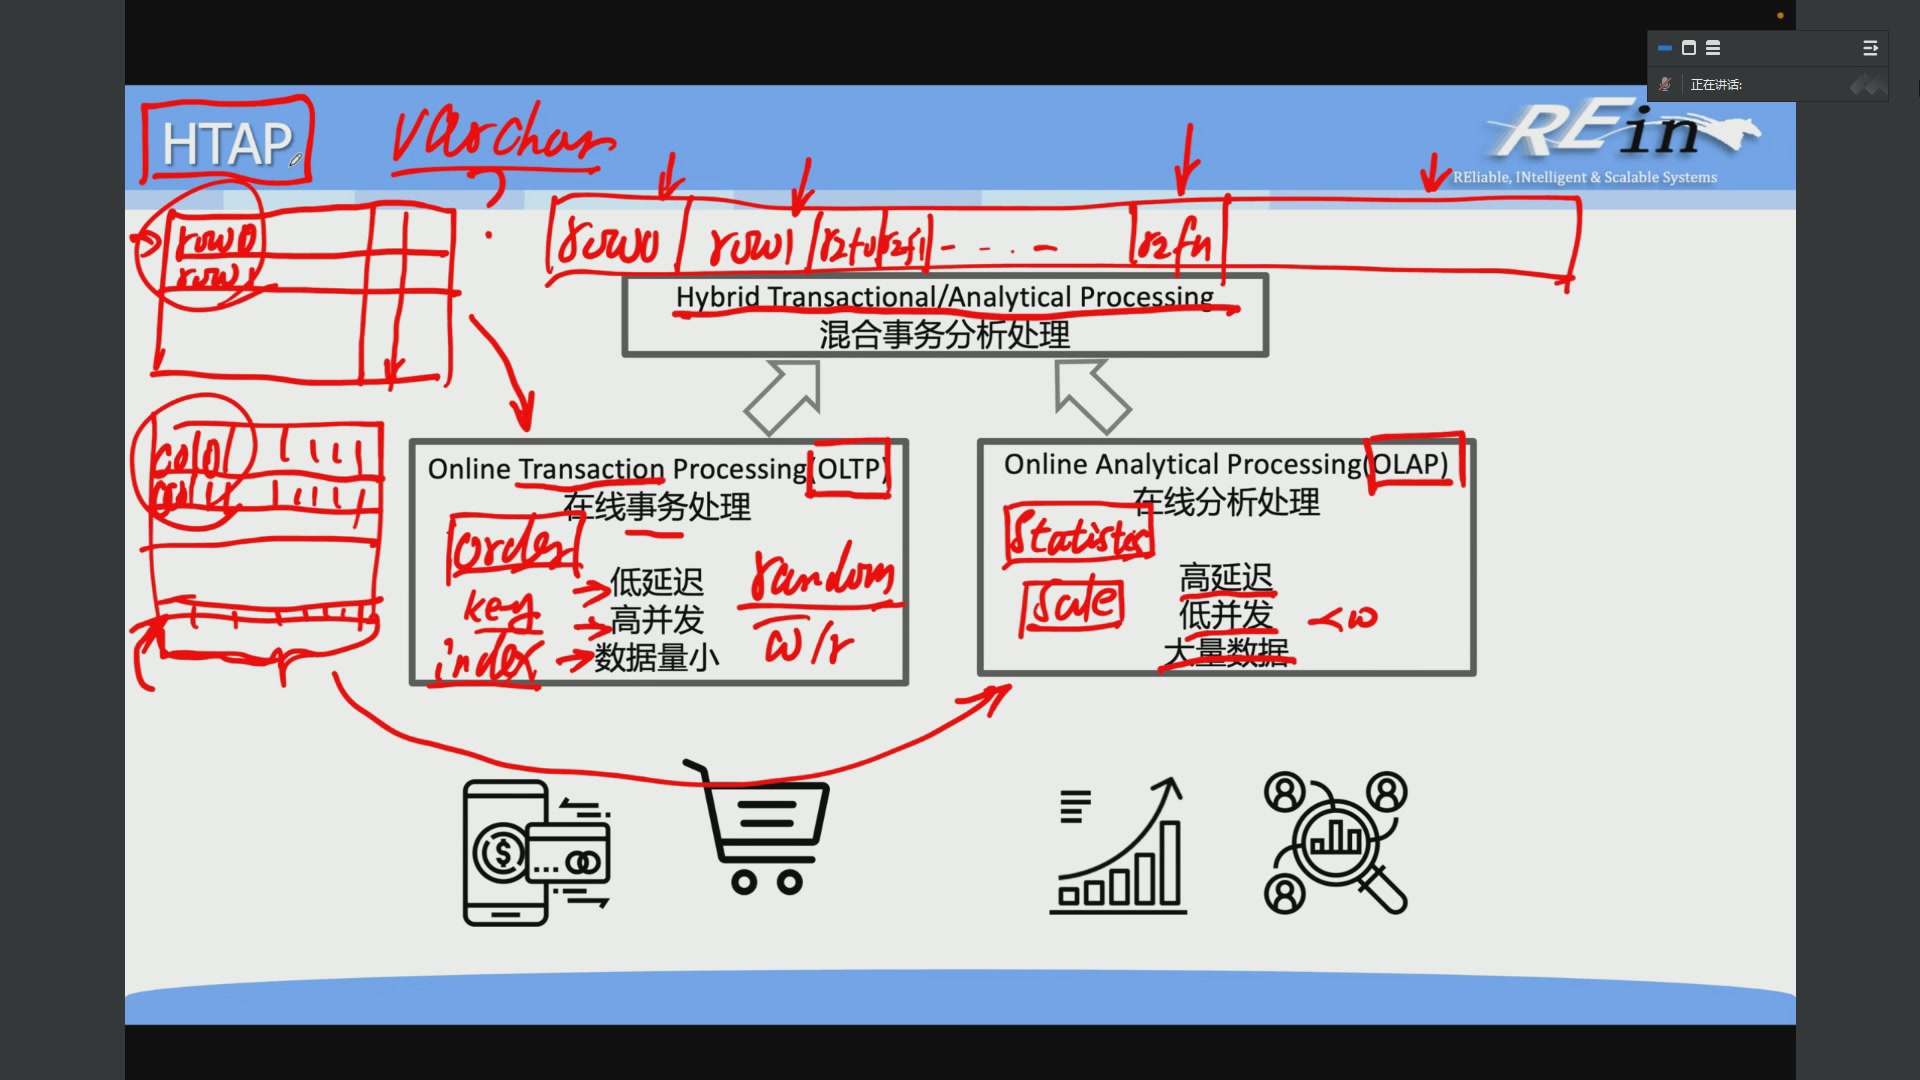 正在讲话:
HTAP
varchar
?
REin
REliable, INtelligent & Scalable Systems
row0
row1
row0 row1 r2f0 r2f1 - - . - r2fn
Hybrid Transactional/Analytical Processing
混合事务分析处理
col0
col1
Online Transaction Processing(OLTP)
在线事务处理
order
key
index
低延迟
高并发
数据量小
random
w/r
Online Analytical Processing(OLAP)
在线分析处理
Statistics
Sale
高延迟
低并发
大量数据